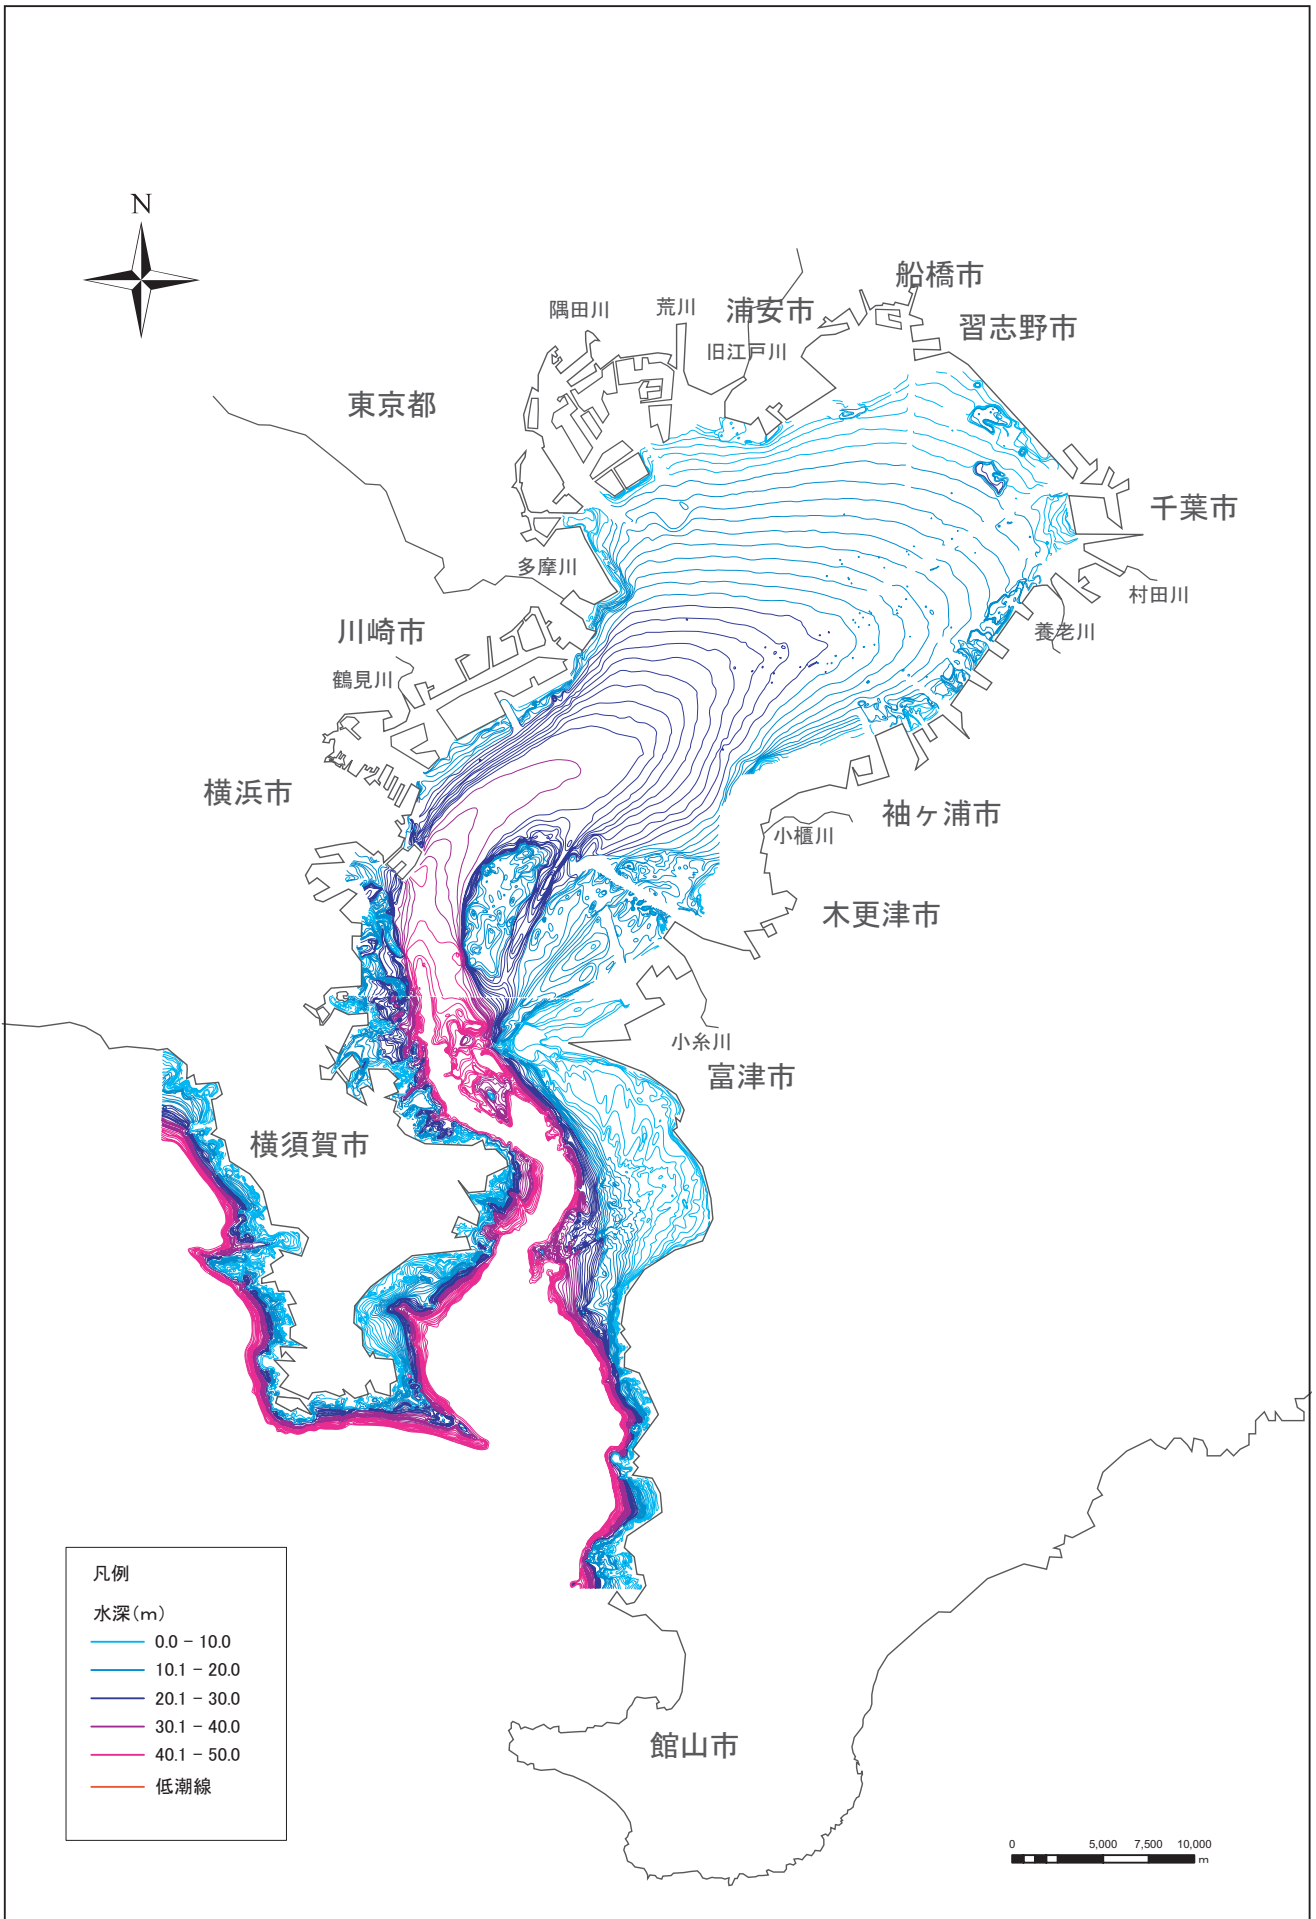 N
船橋市
隅田川
荒川
浦安市
習志野市
旧江戸川
東京都
千葉市
多摩川
村田川
川崎市
養老川
鶴見川
横浜市
袖ヶ浦市
小櫃川
木更津市
小糸川
富津市
横須賀市
館山市
凡例
水深(m)
0.0 - 10.0
10.1 - 20.0
20.1 - 30.0
30.1 - 40.0
40.1 - 50.0
低潮線
0 5,000 7,500 10,000
m